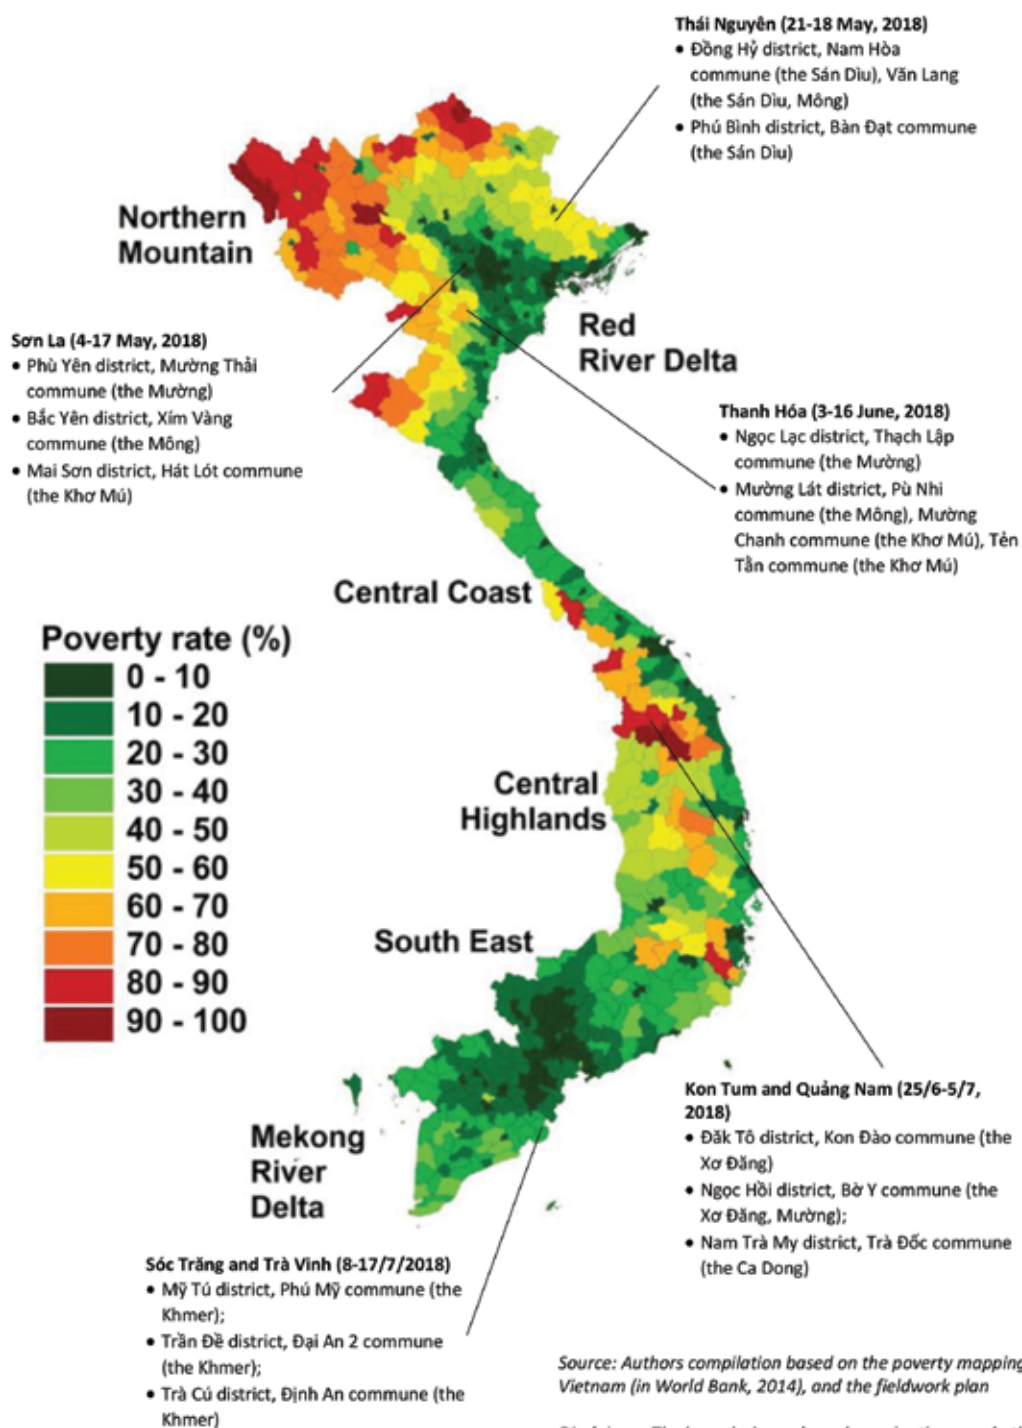 Thái Nguyên (21-18 May, 2018)
• Đồng Hỷ district, Nam Hòa
commune (the Sán Dìu), Văn Lang
(the Sán Dìu, Mông)
• Phú Bình district, Bàn Đạt commune
(the Sán Dìu)
Northern
Mountain
Red
River Delta
Sơn La (4-17 May, 2018)
• Phù Yên district, Mường Thải
commune (the Mường)
• Bắc Yên district, Xím Vàng
commune (the Mông)
• Mai Sơn district, Hát Lót commune
(the Khơ Mú)
Thanh Hóa (3-16 June, 2018)
• Ngọc Lạc district, Thạch Lập
commune (the Mường)
• Mường Lát district, Pù Nhi
commune (the Mông), Mường
Chanh commune (the Khơ Mú), Tẻn
Tằn commune (the Khơ Mú)
Central Coast
Poverty rate (%)
0 - 10
10 - 20
20 - 30
30 - 40
40 - 50
50 - 60
60 - 70
70 - 80
80 - 90
90 - 100
Central
Highlands
South East
Mekong
River
Delta
Kon Tum and Quảng Nam (25/6-5/7,
2018)
• Đăk Tô district, Kon Đào commune (the
Xơ Đăng)
• Ngọc Hồi district, Bờ Y commune (the
Xơ Đăng, Mường);
• Nam Trà My district, Trà Đốc commune
(the Ca Dong)
Sóc Trăng and Trà Vinh (8-17/7/2018)
• Mỹ Tú district, Phú Mỹ commune (the
Khmer);
• Trần Đề district, Đại An 2 commune
(the Khmer);
• Trà Cú district, Định An commune (the
Khmer)
Source: Authors compilation based on the poverty mapping
Vietnam (in World Bank, 2014), and the fieldwork plan